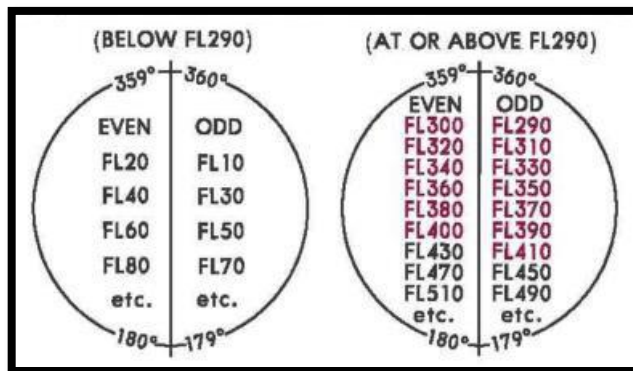 (BELOW FL290)
359° 360°
EVEN ODD
FL20 FL10
FL40 FL30
FL60 FL50
FL80 FL70
etc. etc.
180° 179°
(AT OR ABOVE FL290)
359° 360°
EVEN ODD
FL300 FL290
FL320 FL310
FL340 FL330
FL360 FL350
FL380 FL370
FL400 FL390
FL430 FL410
FL470 FL450
FL510 FL490
etc. etc.
180° 179°